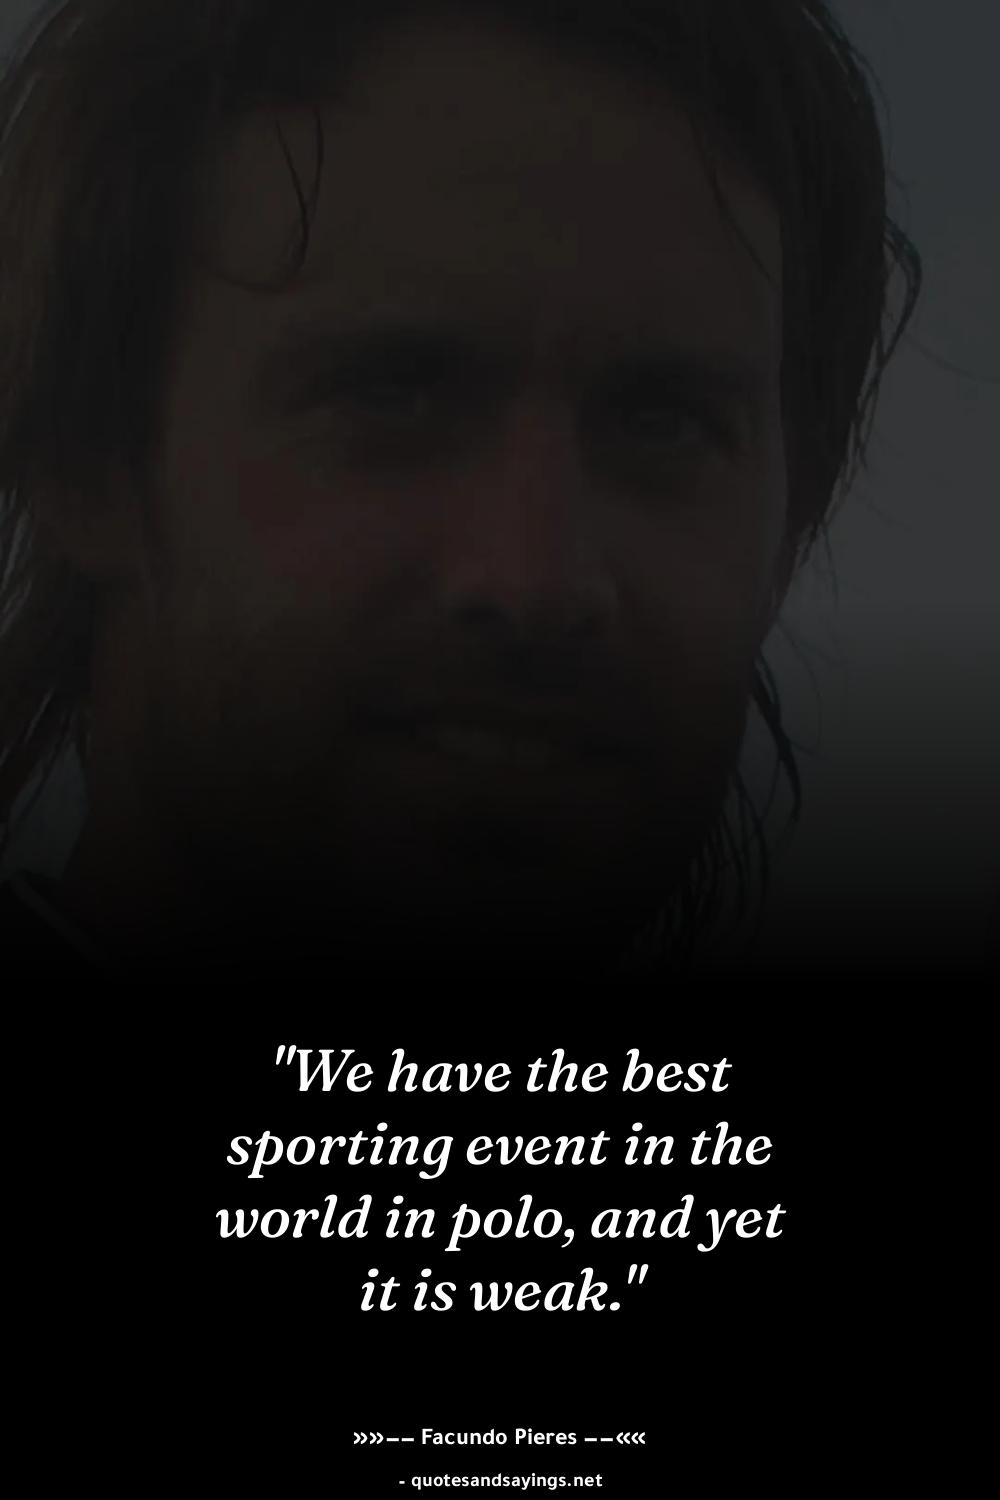 "We have the best
sporting event in the
world in polo, and yet
it is weak."
»»–– Facundo Pieres ––««
- quotesandsayings.net